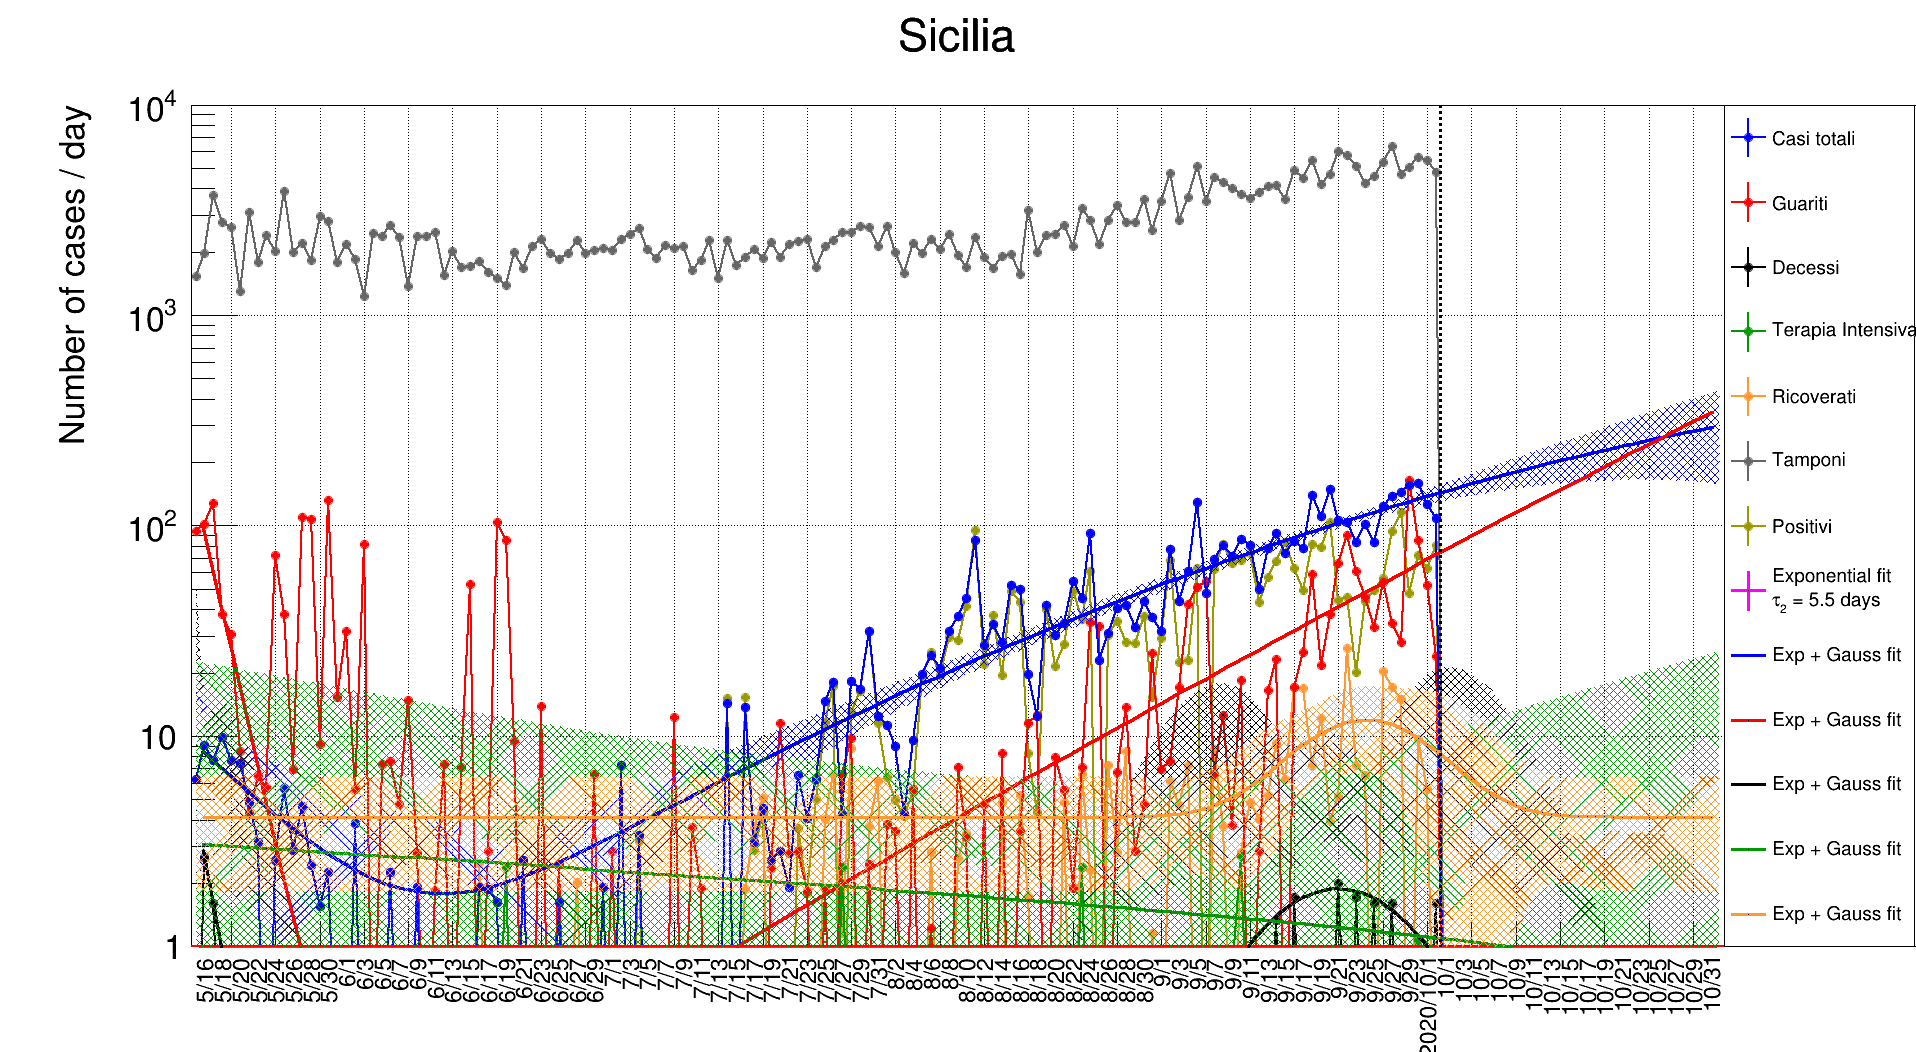 Sicilia
Number of cases / day
10⁴
10³
10²
10
1
5/16 5/18 5/20 5/22 5/24 5/26 5/28 5/30 6/1 6/3 6/5 6/7 6/9 6/11 6/13 6/15 6/17 6/19 6/21 6/23 6/25 6/27 6/29 7/1 7/3 7/5 7/7 7/9 7/11 7/13 7/15 7/17 7/19 7/21 7/23 7/25 7/27 7/29 7/31 8/2 8/4 8/6 8/8 8/10 8/12 8/14 8/16 8/18 8/20 8/22 8/24 8/26 8/28 8/30 9/1 9/3 9/5 9/7 9/9 9/11 9/13 9/15 9/17 9/19 9/21 9/23 9/25 9/27 9/29 2020/10/1 10/1 10/3 10/5 10/7 10/9 10/11 10/13 10/15 10/17 10/19 10/21 10/23 10/25 10/27 10/29 10/31
Casi totali
Guariti
Decessi
Terapia Intensiva
Ricoverati
Tamponi
Positivi
Exponential fit
τ₂ = 5.5 days
Exp + Gauss fit
Exp + Gauss fit
Exp + Gauss fit
Exp + Gauss fit
Exp + Gauss fit